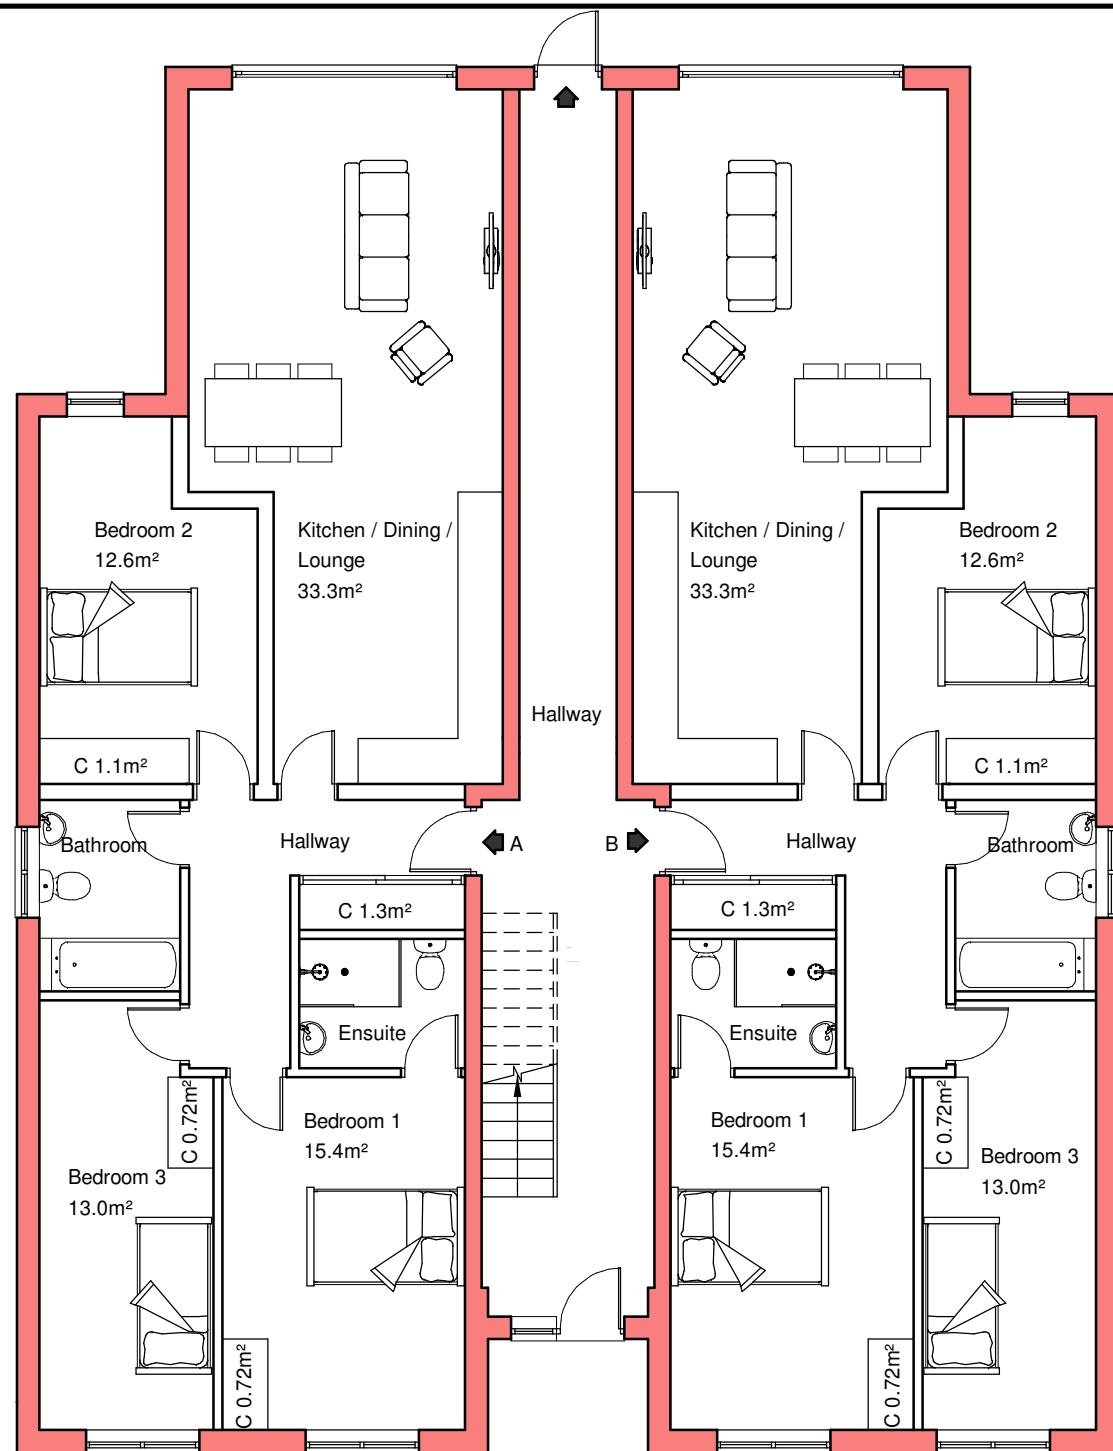 Bedroom 2
12.6m²
Kitchen / Dining /
Lounge
33.3m²
Kitchen / Dining /
Lounge
33.3m²
Bedroom 2
12.6m²
Hallway
C 1.1m²
C 1.1m²
Bathroom
Hallway
A
B
Hallway
Bathroom
C 1.3m²
C 1.3m²
Ensuite
Ensuite
C 0.72m²
Bedroom 1
15.4m²
Bedroom 1
15.4m²
C 0.72m²
Bedroom 3
13.0m²
Bedroom 3
13.0m²
C 0.72m²
C 0.72m²